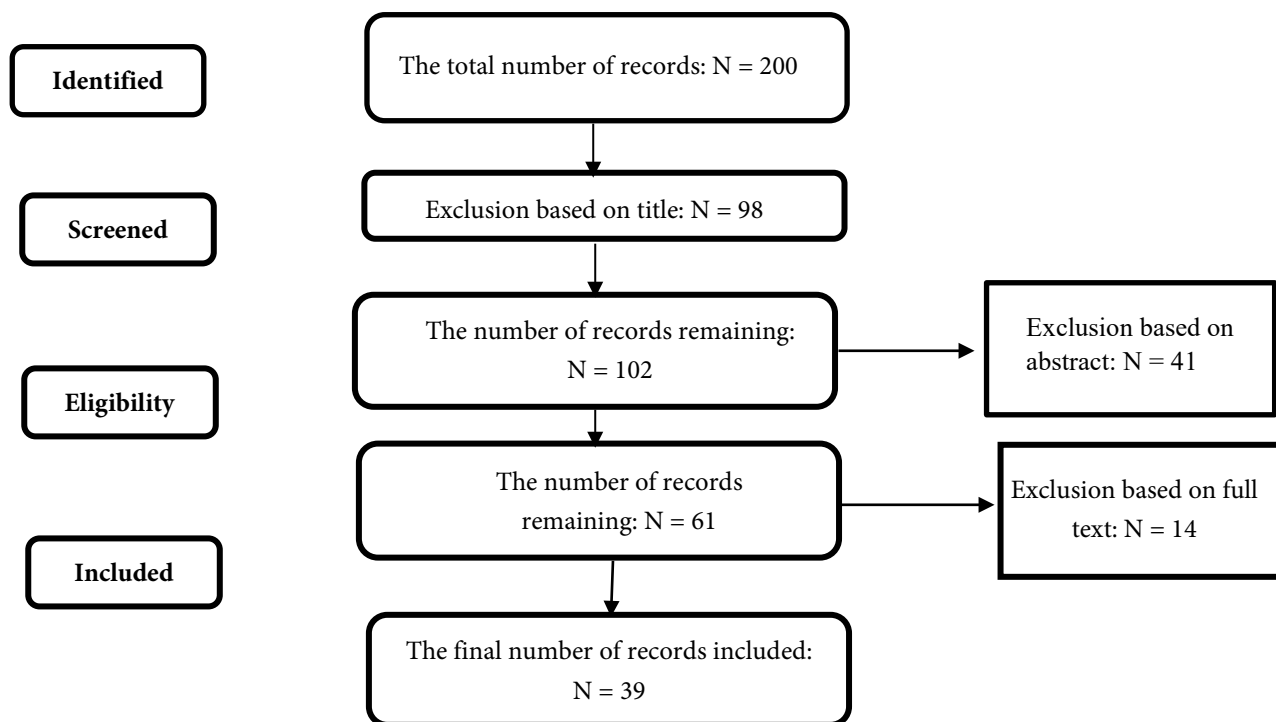 Identified
The total number of records: N = 200
Screened
Exclusion based on title: N = 98
The number of records remaining:
N = 102
Exclusion based on
abstract: N = 41
Eligibility
The number of records
remaining: N = 61
Exclusion based on full
text: N = 14
Included
The final number of records included:
N = 39